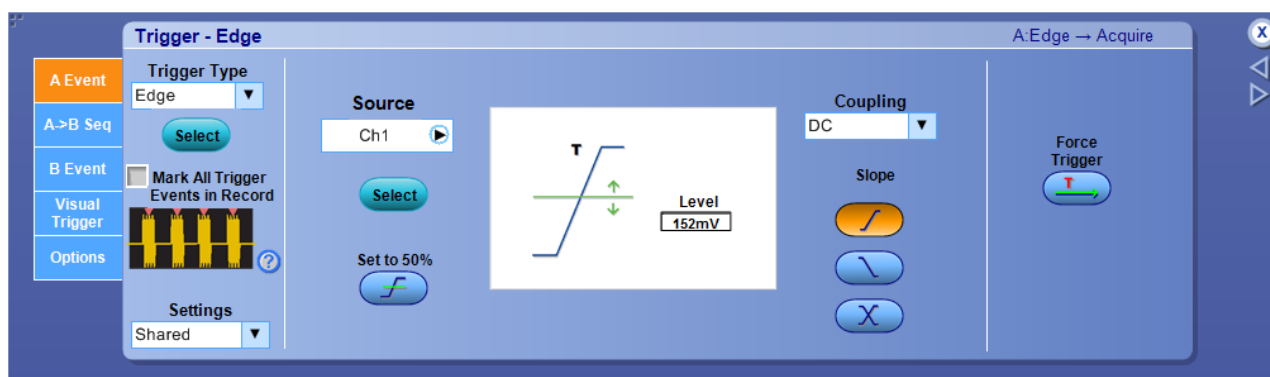 Trigger - Edge
A:Edge → Acquire
X
A Event
A->B Seq
B Event
Visual
Trigger
Options
Trigger Type
Edge
Select
Mark All Trigger
Events in Record
?
Settings
Shared
Source
Ch1
Select
Set to 50%
T
Level
152mV
Coupling
DC
Slope
Force
Trigger
T